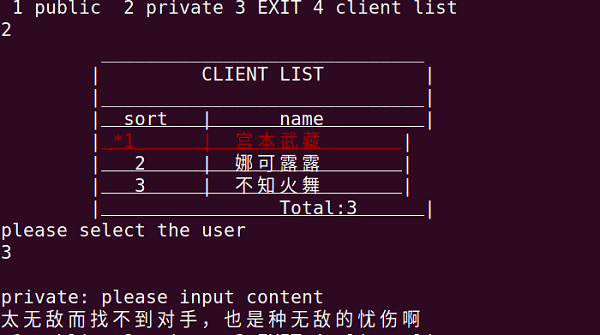 1 public  2 private 3 EXIT 4 client list
2
CLIENT LIST
sort | name
*1 | 宫本武藏
2 | 娜可露露
3 | 不知火舞
Total:3
please select the user
3
private: please input content
太无敌而找不到对手，也是种无敌的忧伤啊